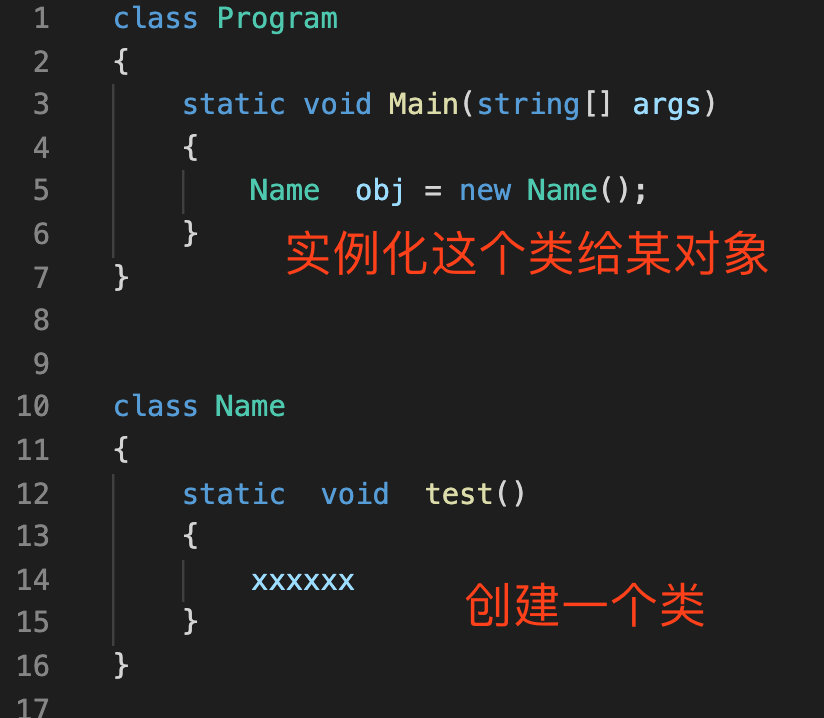 1 class Program
2 {
3 static void Main(string[] args)
4 {
5 Name obj = new Name();
6 }
实例化这个类给某对象
7 }
8
9
10 class Name
11 {
12 static void test()
13 {
14 xxxxxx
创建一个类
15 }
16 }
17